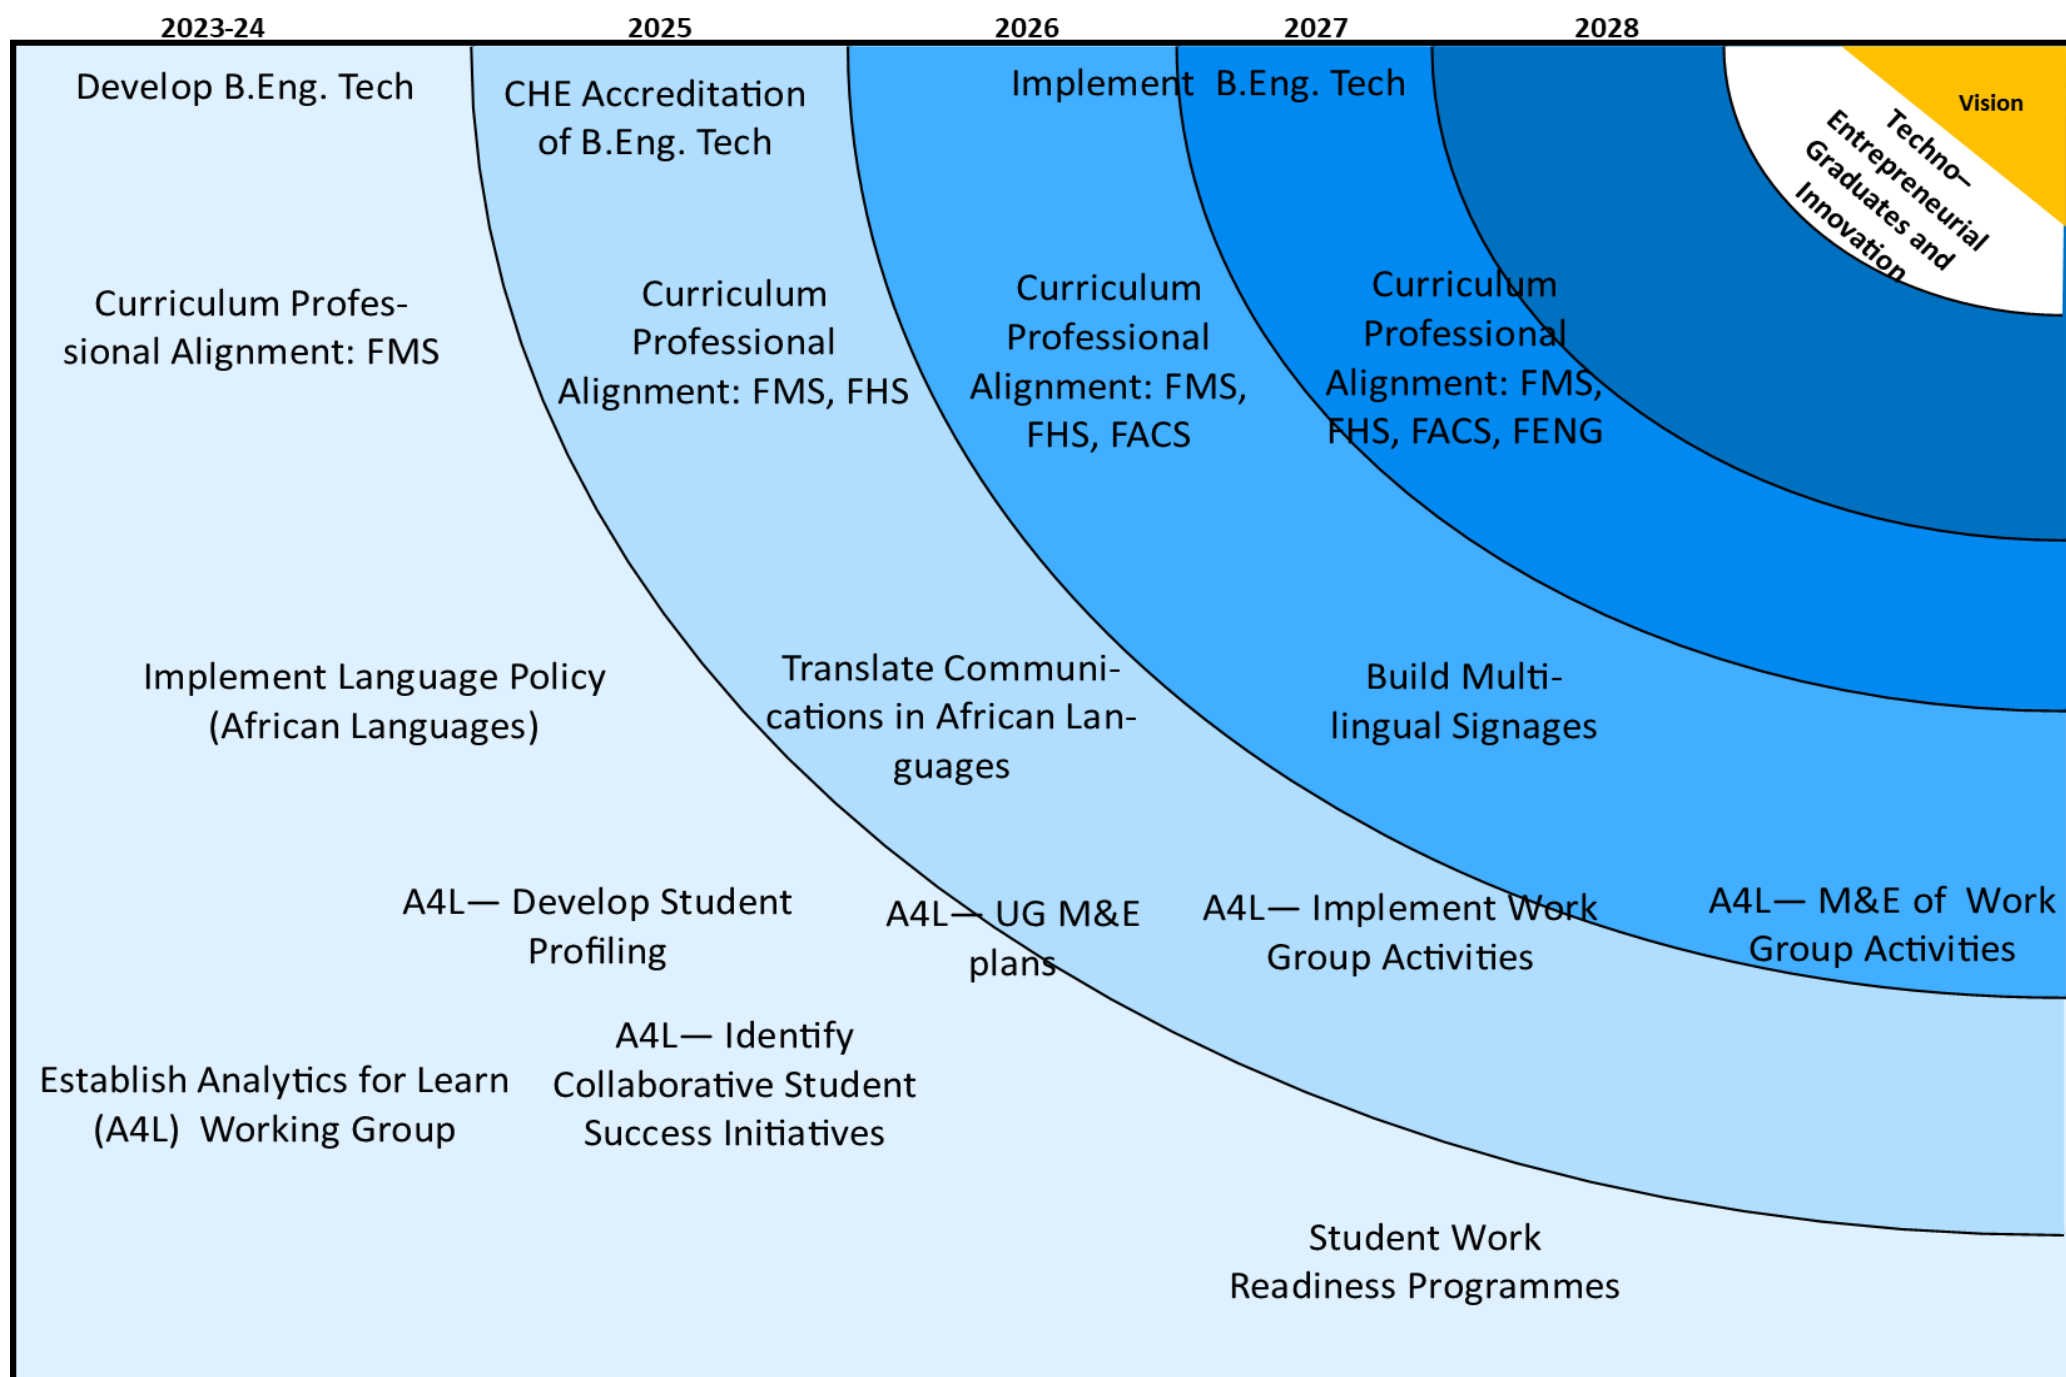 2023-24
2025
2026
2027
2028
Develop B.Eng. Tech
CHE Accreditation
of B.Eng. Tech
Implement  B.Eng. Tech
Vision
Techno–
Entrepreneurial
Graduates and
Innovation
Curriculum Profes-
sional Alignment: FMS
Curriculum
Professional
Alignment: FMS, FHS
Curriculum
Professional
Alignment: FMS,
FHS, FACS
Curriculum
Professional
Alignment: FMS,
FHS, FACS, FENG
Implement Language Policy
(African Languages)
Translate Communi-
cations in African Lan-
guages
Build Multi-
lingual Signages
A4L— Develop Student
Profiling
A4L— UG M&E
plans
A4L— Implement Work
Group Activities
A4L— M&E of  Work
Group Activities
Establish Analytics for Learn
(A4L)  Working Group
A4L— Identify
Collaborative Student
Success Initiatives
Student Work
Readiness Programmes